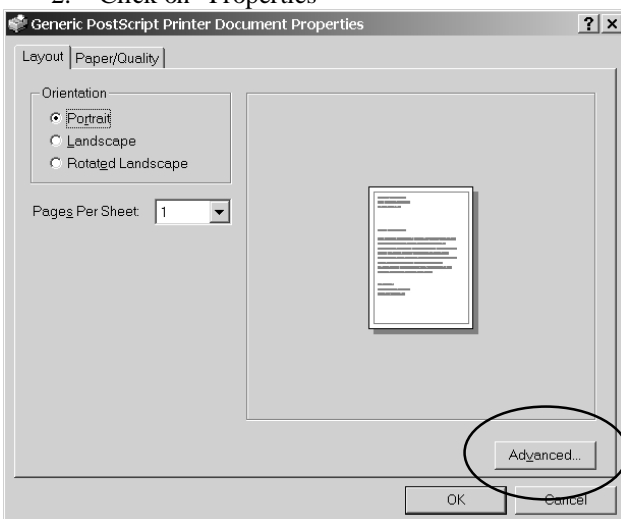 2. Click on "Properties"
Generic PostScript Printer Document Properties
Layout
Paper/Quality
Orientation
Portrait
Landscape
Rotated Landscape
Pages Per Sheet: 1
Advanced...
OK
Cancel